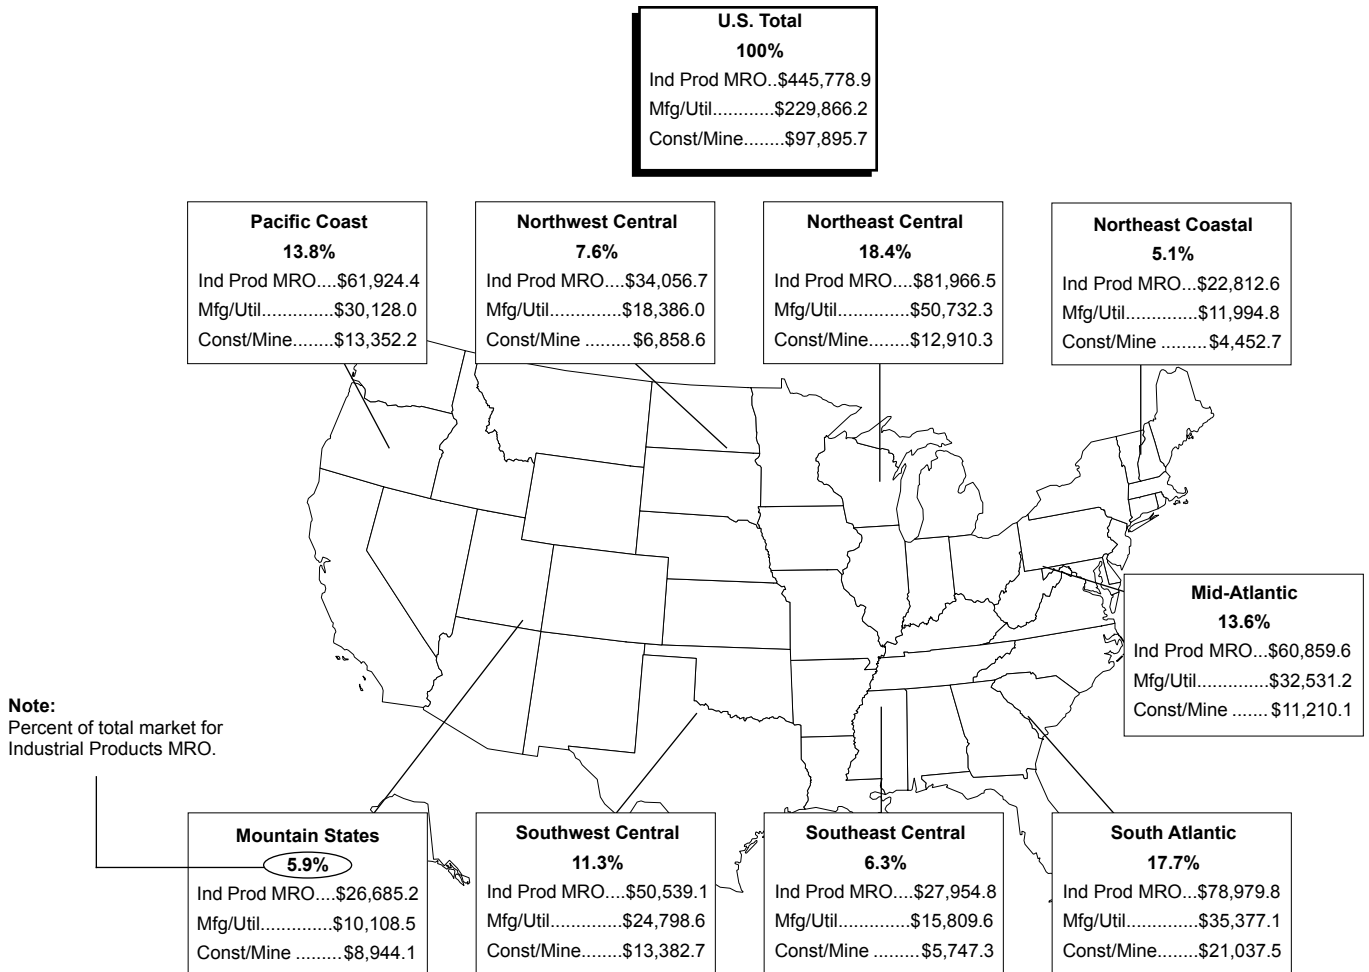 U.S. Total
100%
Ind Prod MRO..$445,778.9
Mfg/Util............$229,866.2
Const/Mine........$97,895.7
Pacific Coast
13.8%
Ind Prod MRO....$61,924.4
Mfg/Util..............$30,128.0
Const/Mine........$13,352.2
Northwest Central
7.6%
Ind Prod MRO....$34,056.7
Mfg/Util..............$18,386.0
Const/Mine .........$6,858.6
Northeast Central
18.4%
Ind Prod MRO....$81,966.5
Mfg/Util..............$50,732.3
Const/Mine........$12,910.3
Northeast Coastal
5.1%
Ind Prod MRO...$22,812.6
Mfg/Util..............$11,994.8
Const/Mine .........$4,452.7
Mid-Atlantic
13.6%
Ind Prod MRO...$60,859.6
Mfg/Util..............$32,531.2
Const/Mine ....... $11,210.1
Note:
Percent of total market for
Industrial Products MRO.
Mountain States
5.9%
Ind Prod MRO....$26,685.2
Mfg/Util..............$10,108.5
Const/Mine .........$8,944.1
Southwest Central
11.3%
Ind Prod MRO....$50,539.1
Mfg/Util..............$24,798.6
Const/Mine........$13,382.7
Southeast Central
6.3%
Ind Prod MRO....$27,954.8
Mfg/Util..............$15,809.6
Const/Mine .........$5,747.3
South Atlantic
17.7%
Ind Prod MRO...$78,979.8
Mfg/Util..............$35,377.1
Const/Mine........$21,037.5